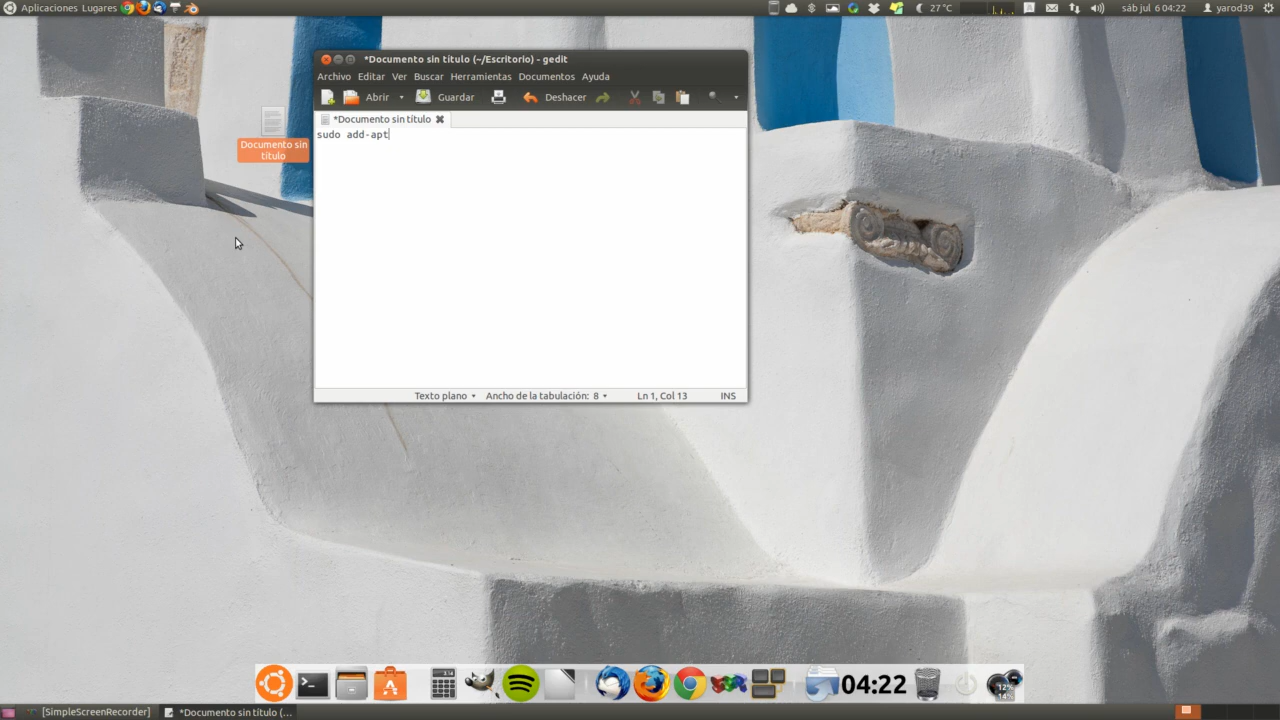 Aplicaciones Lugares
27 °C
sáb jul 6 04:22
yarod39
*Documento sin título (~/Escritorio) - gedit
Archivo Editar Ver Buscar Herramientas Documentos Ayuda
Abrir Guardar Deshacer
*Documento sin título
sudo add-apt
Documento sin
título
Texto plano Ancho de la tabulación: 8 Ln 1, Col 13 INS
04:22
12%
14%
[SimpleScreenRecorder]
*Documento sin título (...